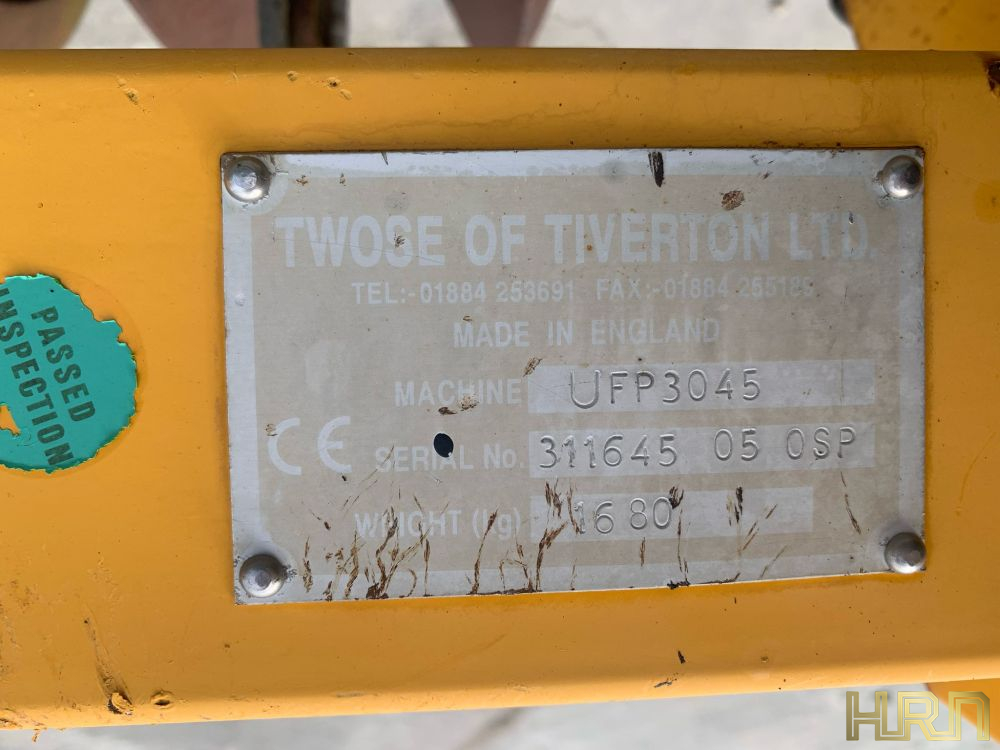 TWOSE OF TIVERTON LTD.
TEL:-01884 253691 FAX:-01884 255189
MADE IN ENGLAND
MACHINE UFP3045
CE SERIAL No. 311645 05 OSP
WEIGHT (kg) 1680
PASSED
INSPECTION
HRN